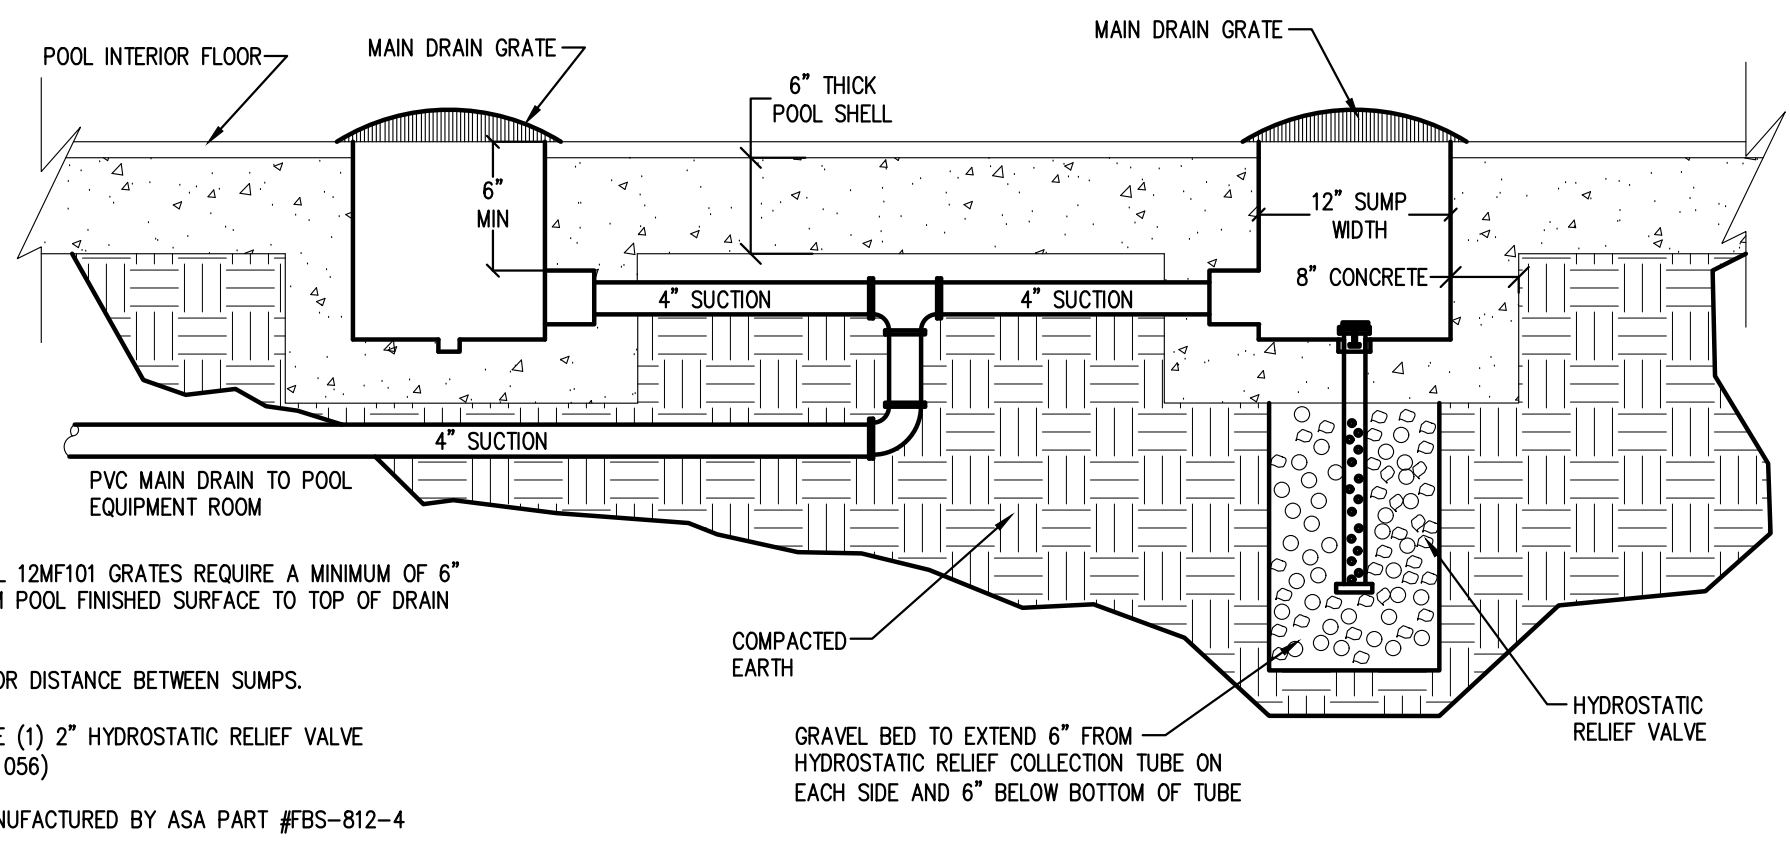 POOL INTERIOR FLOOR
MAIN DRAIN GRATE
6” THICK
POOL SHELL
MAIN DRAIN GRATE
6”
MIN
12” SUMP
WIDTH
8” CONCRETE
4” SUCTION
4” SUCTION
4” SUCTION
PVC MAIN DRAIN TO POOL
EQUIPMENT ROOM
12MF101 GRATES REQUIRE A MINIMUM OF 6”
POOL FINISHED SURFACE TO TOP OF DRAIN
COMPACTED
EARTH
OR DISTANCE BETWEEN SUMPS.
(1) 2” HYDROSTATIC RELIEF VALVE
056)
NUFACTURED BY ASA PART #FBS-812-4
GRAVEL BED TO EXTEND 6” FROM
HYDROSTATIC RELIEF COLLECTION TUBE ON
EACH SIDE AND 6” BELOW BOTTOM OF TUBE
HYDROSTATIC
RELIEF VALVE